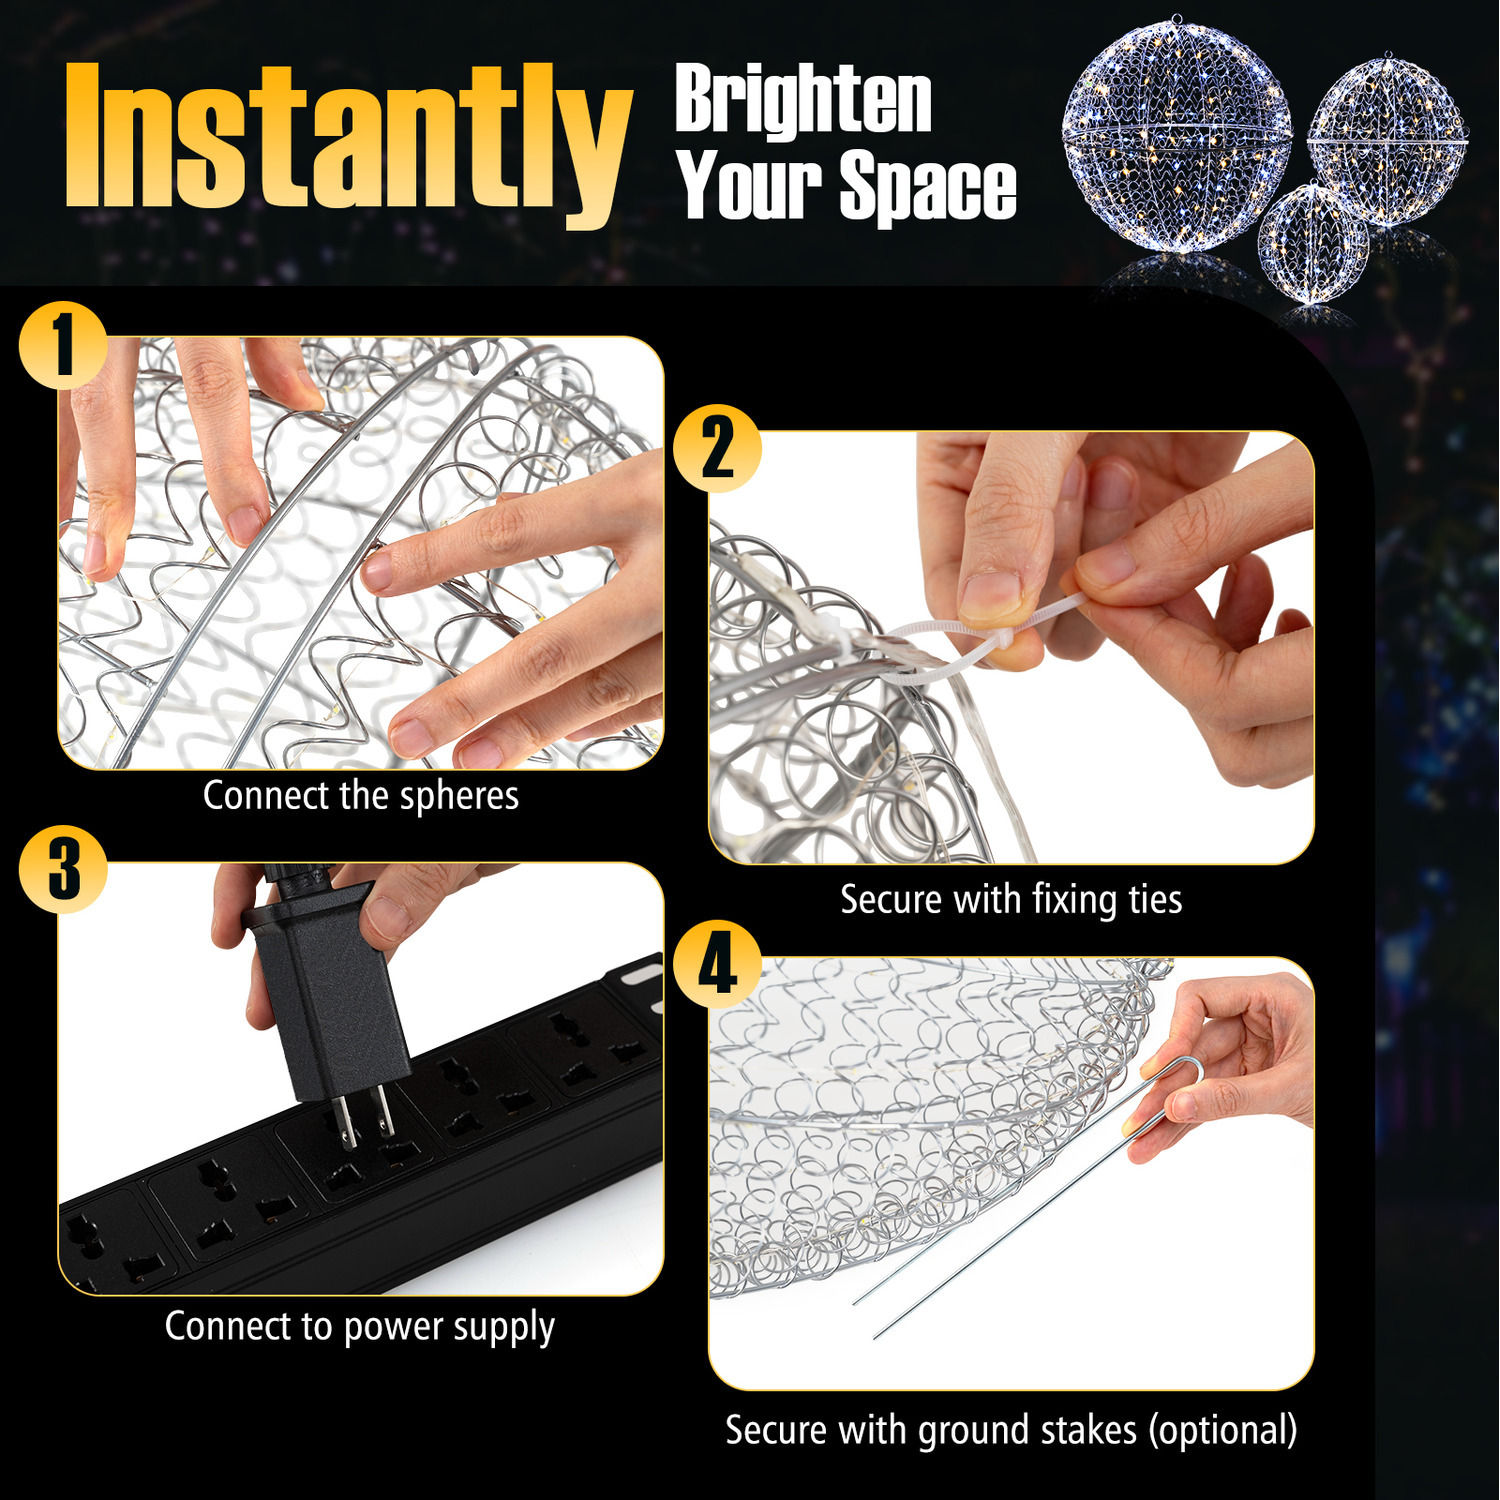 Instantly
Brighten
Your Space
1
Connect the spheres
2
Secure with fixing ties
3
Connect to power supply
4
Secure with ground stakes (optional)